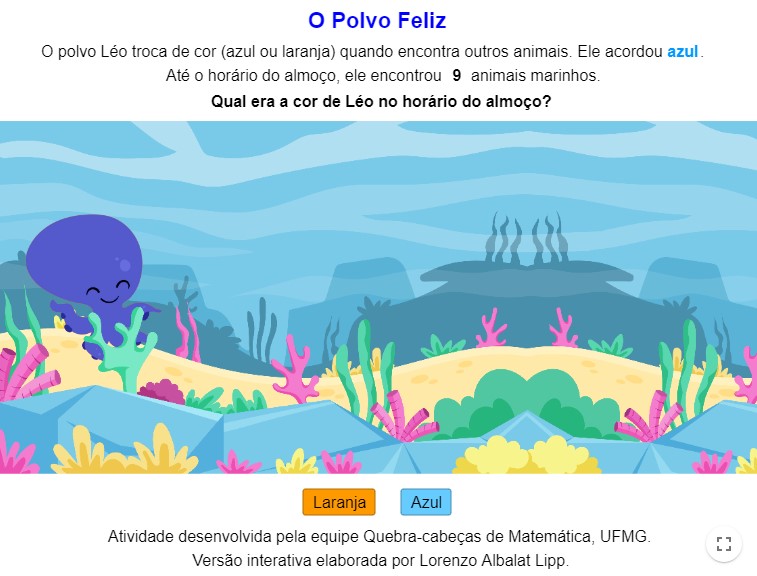 O Polvo Feliz
O polvo Léo troca de cor (azul ou laranja) quando encontra outros animais. Ele acordou azul.
Até o horário do almoço, ele encontrou 9 animais marinhos.
Qual era a cor de Léo no horário do almoço?
Laranja Azul
Atividade desenvolvida pela equipe Quebra-cabeças de Matemática, UFMG.
Versão interativa elaborada por Lorenzo Albalat Lipp.